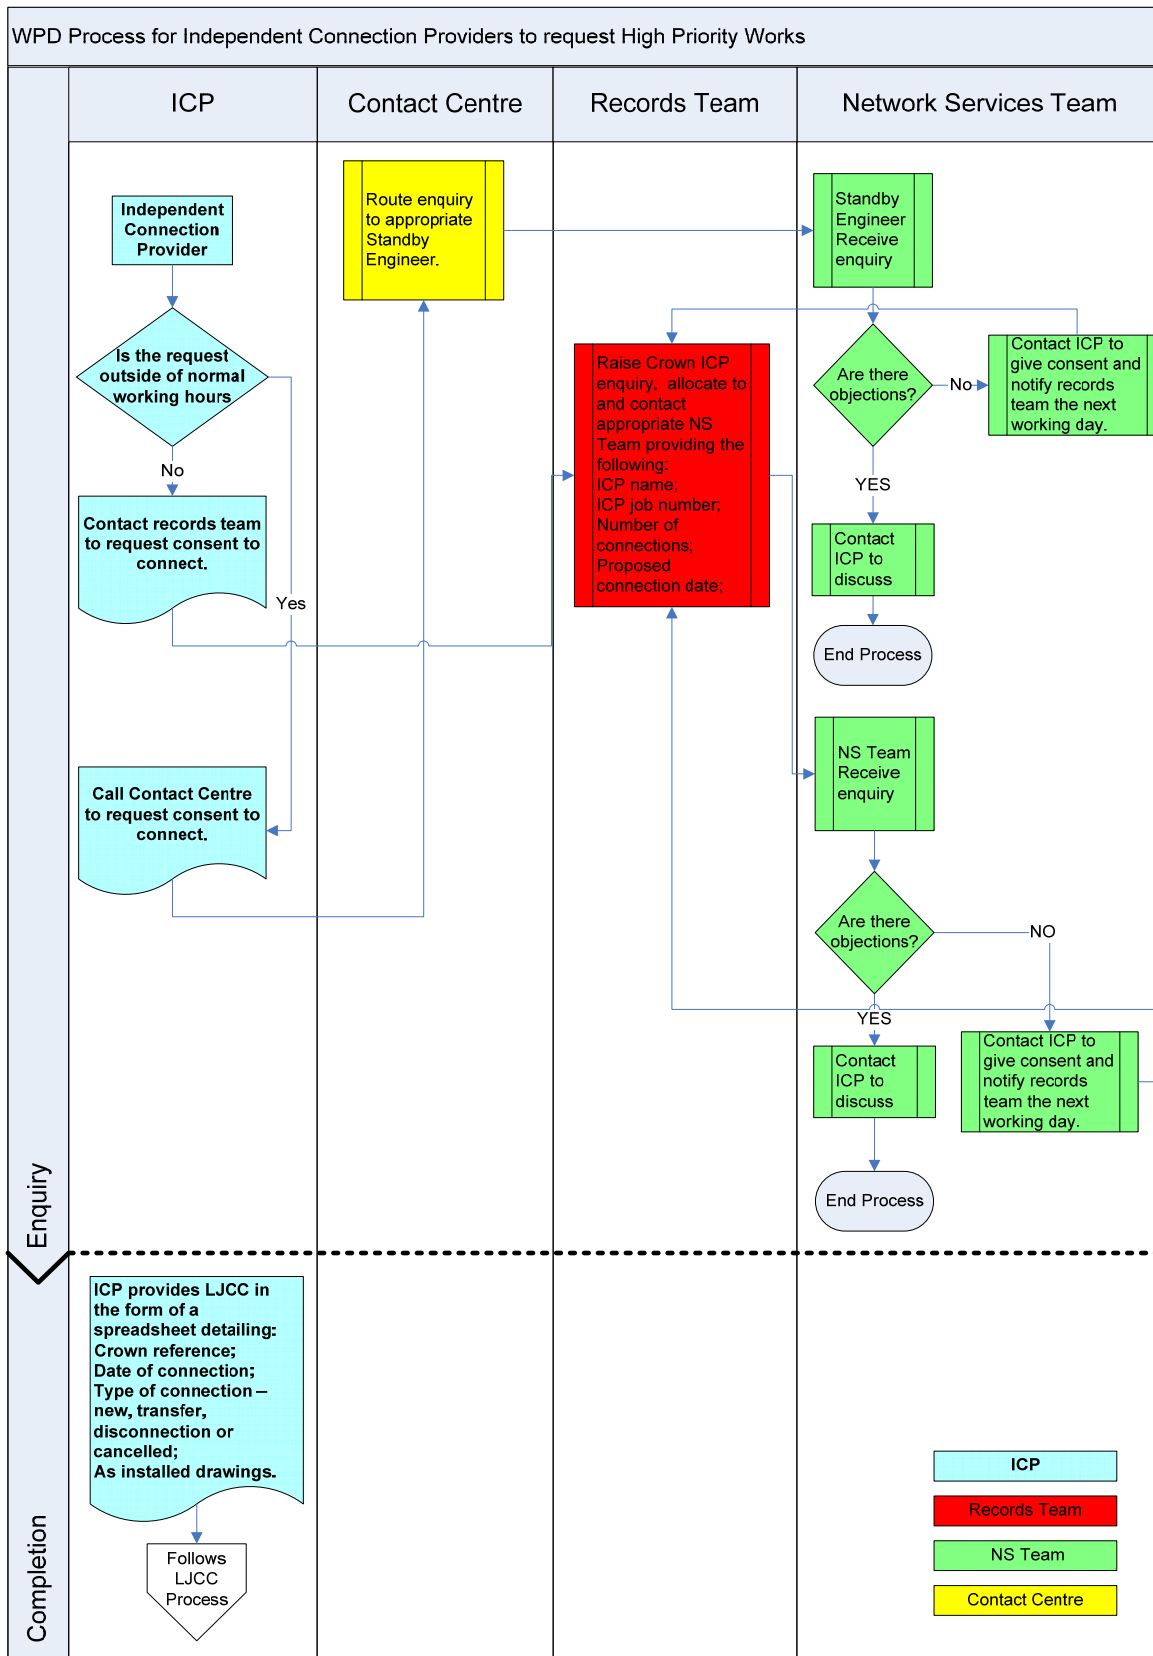 WPD Process for Independent Connection Providers to request High Priority Works
ICP
Contact Centre
Records Team
Network Services Team
Independent
Connection
Provider
Is the request
outside of normal
working hours
No
Yes
Contact records team
to request consent to
connect.
Call Contact Centre
to request consent to
connect.
Route enquiry
to appropriate
Standby
Engineer.
Raise Crown ICP
enquiry, allocate to
and contact
appropriate NS
Team providing the
following:
ICP name;
ICP job number;
Number of
connections;
Proposed
connection date;
Standby
Engineer
Receive
enquiry
Are there
objections?
No
Contact ICP to
give consent and
notify records
team the next
working day.
YES
Contact
ICP to
discuss
End Process
NS Team
Receive
enquiry
Are there
objections?
NO
YES
Contact
ICP to
discuss
Contact ICP to
give consent and
notify records
team the next
working day.
End Process
Enquiry
ICP provides LJCC in
the form of a
spreadsheet detailing:
Crown reference;
Date of connection;
Type of connection –
new, transfer,
disconnection or
cancelled;
As installed drawings.
Follows
LJCC
Process
Completion
ICP
Records Team
NS Team
Contact Centre